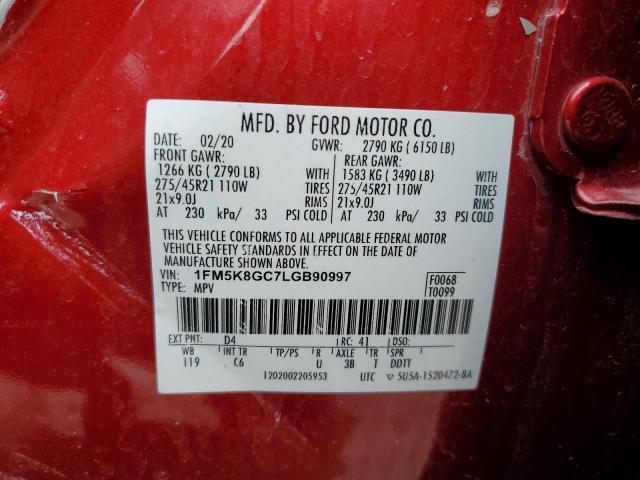 MFD. BY FORD MOTOR CO.
DATE: 02/20 GVWR: 2790 KG ( 6150 LB)
FRONT GAWR: REAR GAWR:
1266 KG ( 2790 LB) WITH 1583 KG ( 3490 LB) WITH
275/45R21 110W TIRES 275/45R21 110W TIRES
21x9.0J RIMS 21x9.0J RIMS
AT 230 kPa/ 33 PSI COLD AT 230 kPa/ 33 PSI COLD
THIS VEHICLE CONFORMS TO ALL APPLICABLE FEDERAL MOTOR
VEHICLE SAFETY STANDARDS IN EFFECT ON THE DATE OF
MANUFACTURE SHOWN ABOVE.
VIN: 1FM5K8GC7LGB90997 F0068
TYPE: MPV T0099
EXT PNT: D4 RC: 41 DSO:
WB INT TR TP/PS R AXLE TR SPR
119 C6 U 3B T DDTT
1202002205953 UTC ▽ 5U5A-1520472-BA